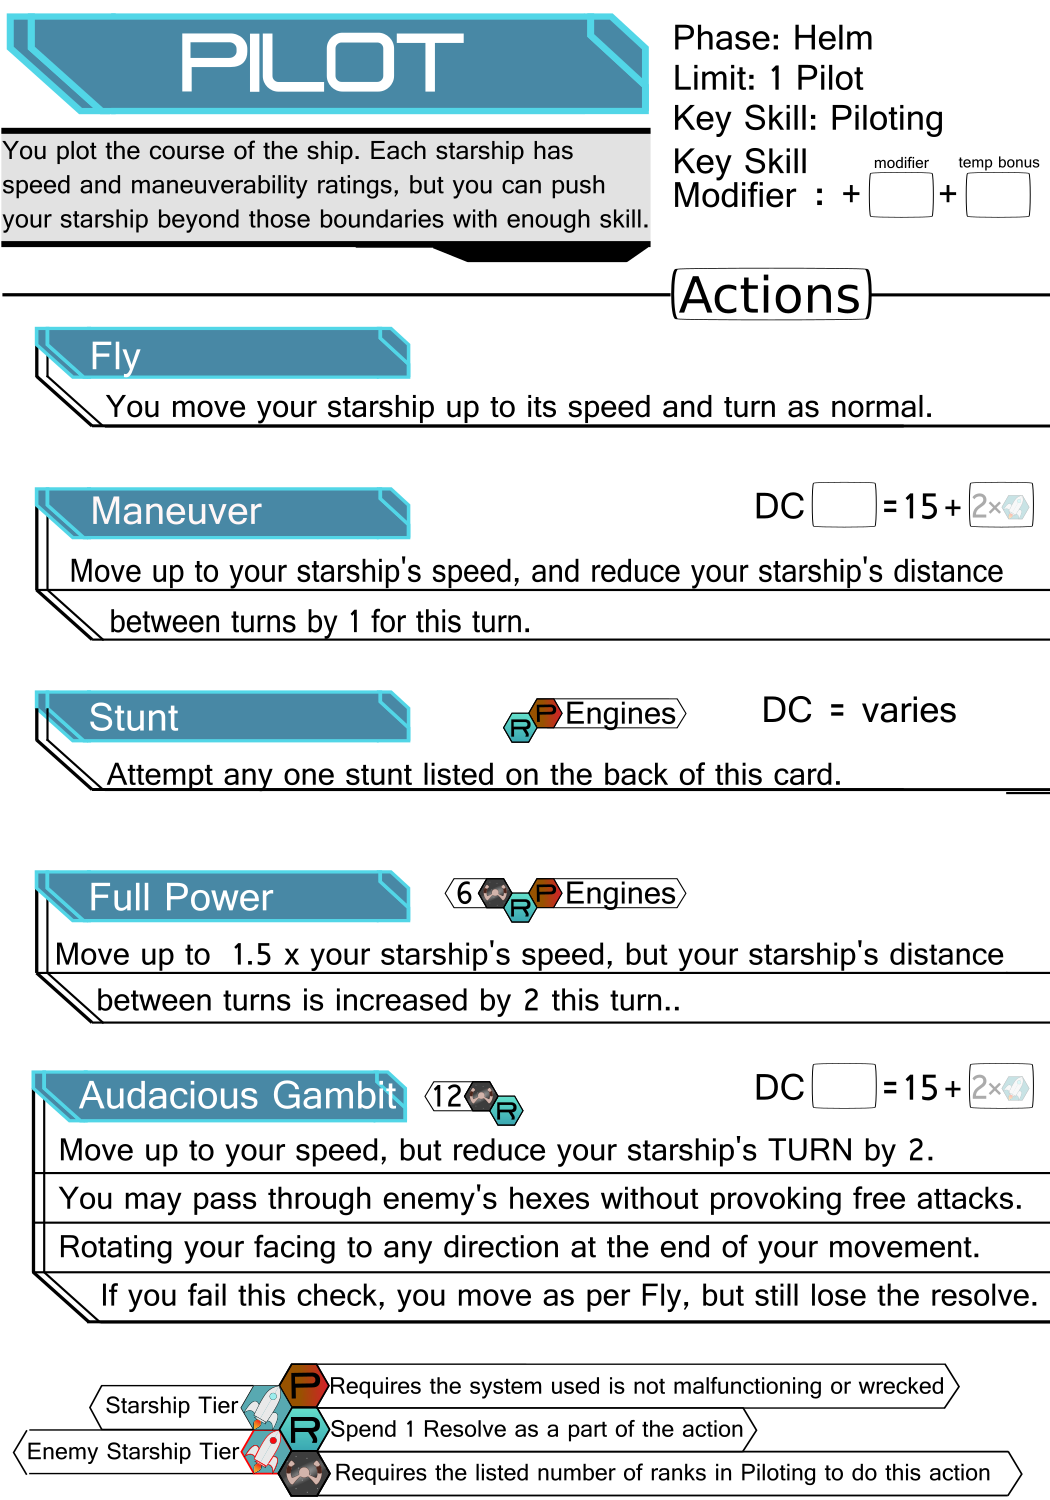 PILOT
Phase: Helm
Limit: 1 Pilot
Key Skill: Piloting
Key Skill
Modifier : + +
modifier temp bonus
You plot the course of the ship. Each starship has
speed and maneuverability ratings, but you can push
your starship beyond those boundaries with enough skill.
Actions
Fly
You move your starship up to its speed and turn as normal.
Maneuver
DC = 15 + 2×
Move up to your starship's speed, and reduce your starship's distance
between turns by 1 for this turn.
Stunt
R P Engines
DC = varies
Attempt any one stunt listed on the back of this card.
Full Power
6 R P Engines
Move up to 1.5 x your starship's speed, but your starship's distance
between turns is increased by 2 this turn..
Audacious Gambit
12 R
DC = 15 + 2×
Move up to your speed, but reduce your starship's TURN by 2.
You may pass through enemy's hexes without provoking free attacks.
Rotating your facing to any direction at the end of your movement.
If you fail this check, you move as per Fly, but still lose the resolve.
P Requires the system used is not malfunctioning or wrecked
Starship Tier
R Spend 1 Resolve as a part of the action
Enemy Starship Tier
Requires the listed number of ranks in Piloting to do this action